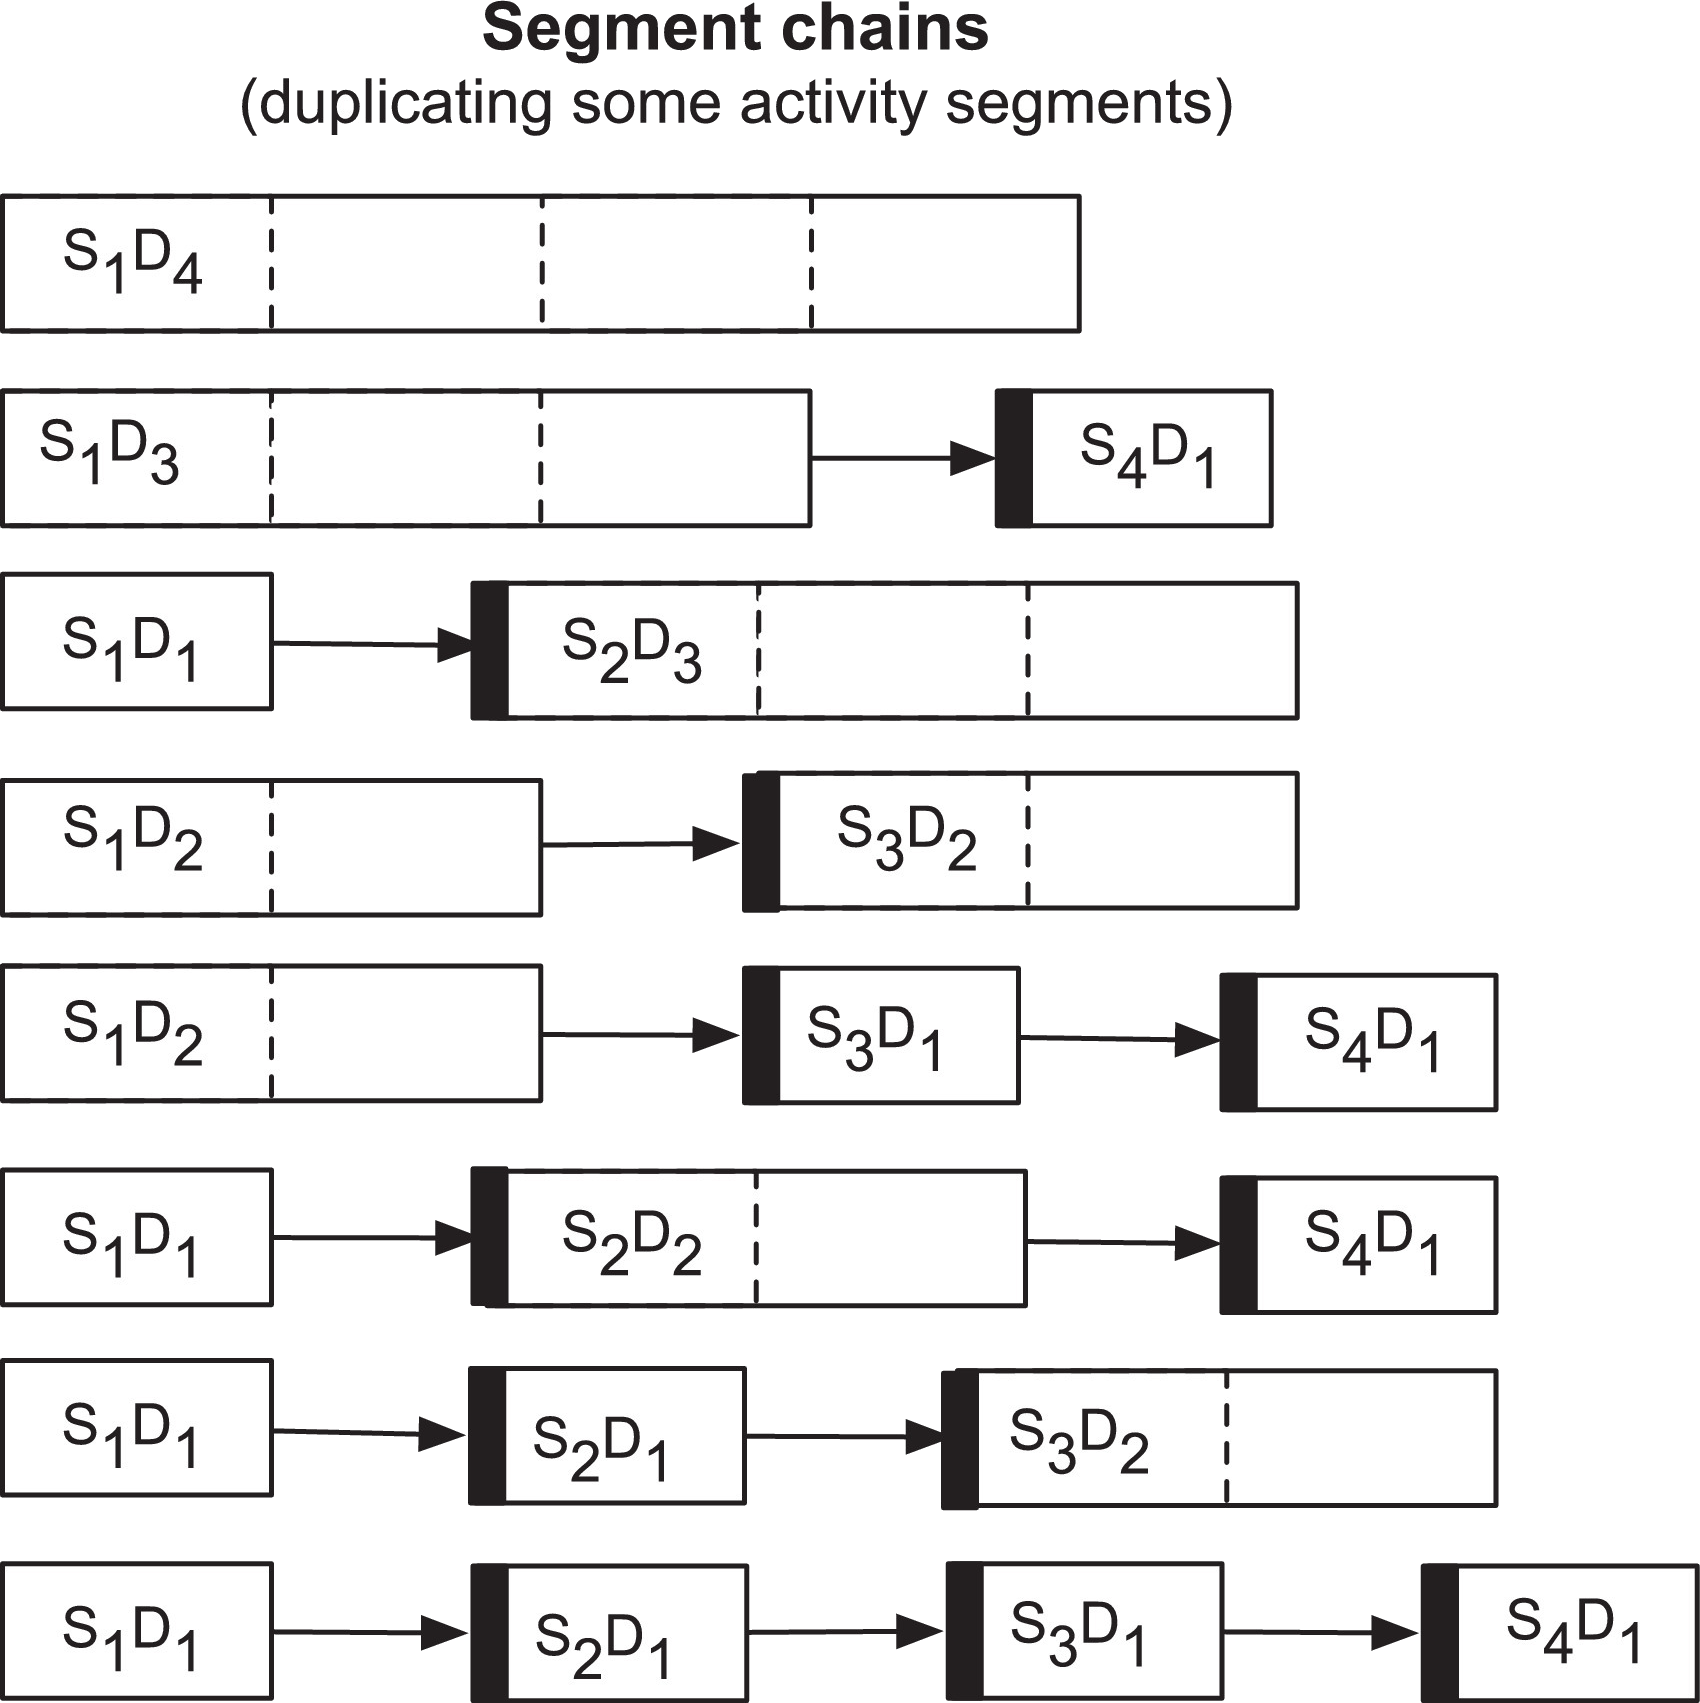 Segment chains
(duplicating some activity segments)
S1D4
S1D3 S4D1
S1D1 S2D3
S1D2 S3D2
S1D2 S3D1 S4D1
S1D1 S2D2 S4D1
S1D1 S2D1 S3D2
S1D1 S2D1 S3D1 S4D1